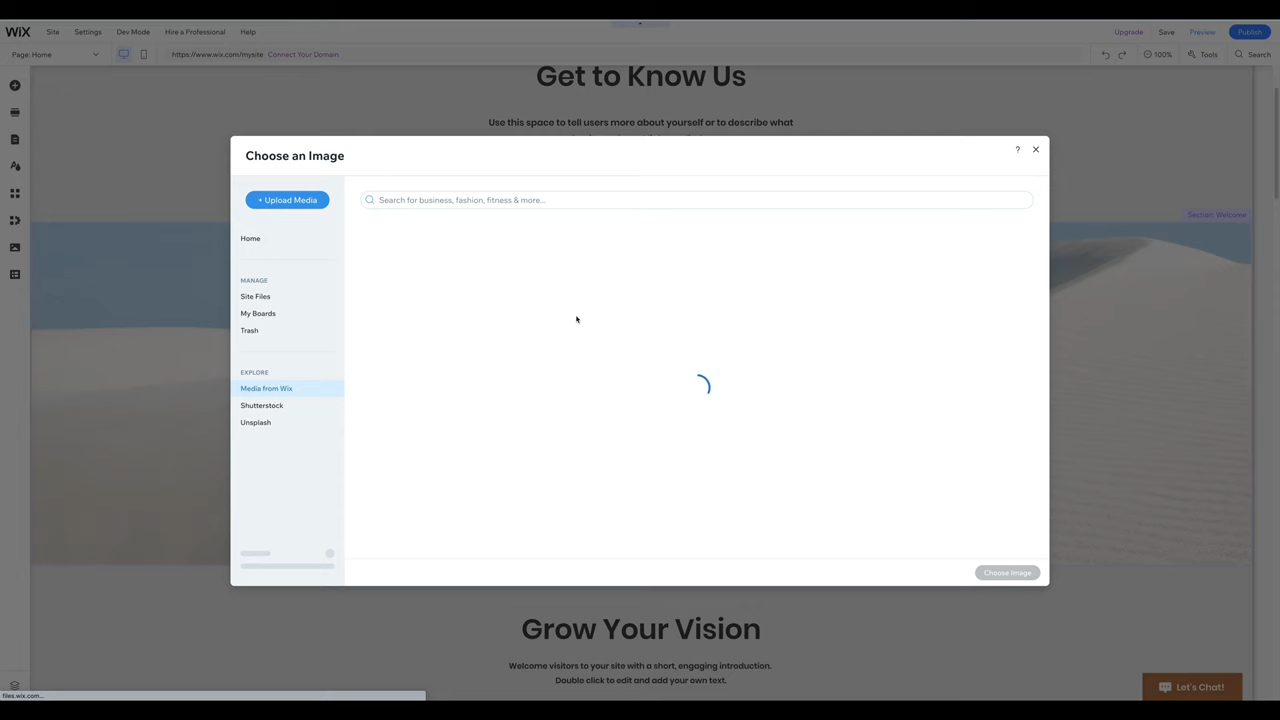 WiX
Site
Settings
Dev Mode
Hire a Professional
Help
Upgrade
Save
Preview
Publish
Page: Home
https://www.wix.com/mysite Connect Your Domain
100%
Tools
Search
Get to Know Us
Use this space to tell users more about yourself or to describe what
Section: Welcome
Choose an Image
?
+ Upload Media
Search for business, fashion, fitness & more...
Home
MANAGE
Site Files
My Boards
Trash
EXPLORE
Media from Wix
Shutterstock
Unsplash
Choose Image
Grow Your Vision
Welcome visitors to your site with a short, engaging introduction.
Double click to edit and add your own text.
Let's Chat!
files.wix.com...